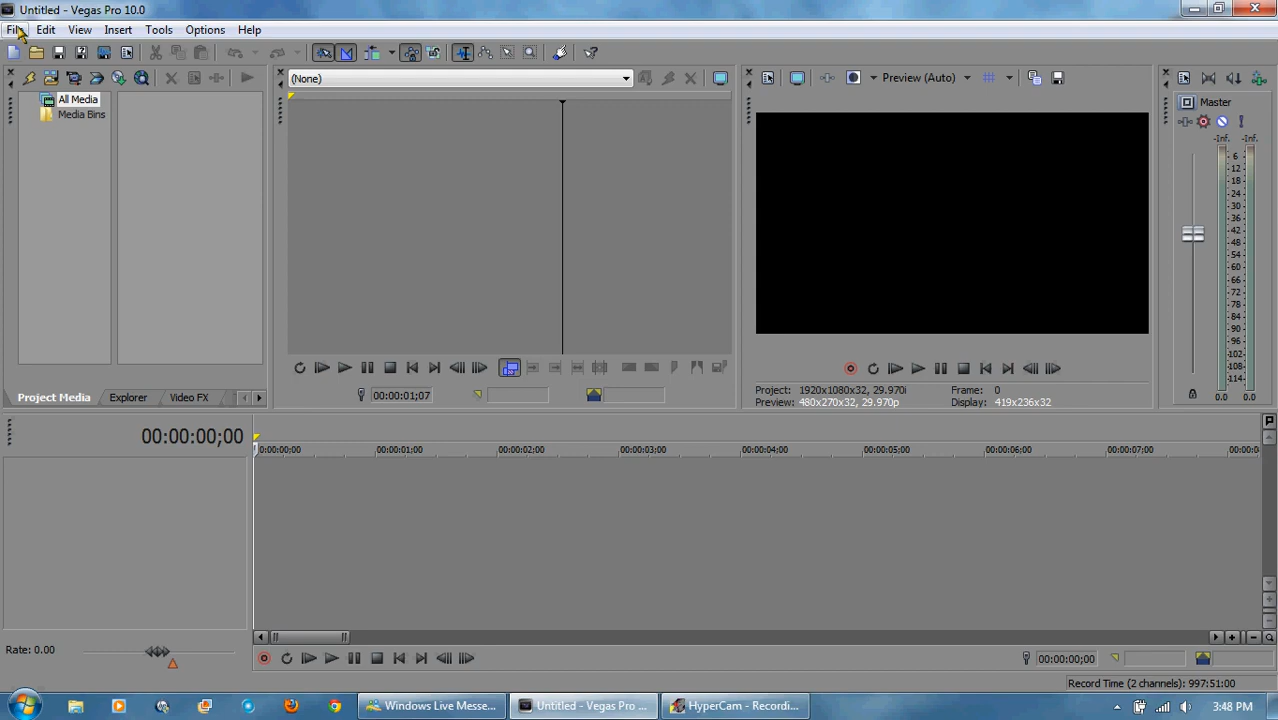 Untitled - Vegas Pro 10.0
File Edit View Insert Tools Options Help
(None)
Preview (Auto)
All Media
Media Bins
Master
-Inf. -Inf.
6
12
18
24
30
36
42
48
54
60
66
72
78
84
90
96
102
108
114
0.0 0.0
00:00:01;07
Project: 1920x1080x32, 29.970i
Frame: 0
Preview: 480x270x32, 29.970p
Display: 419x236x32
Project Media Explorer Video FX
00:00:00;00
0:00:00;00 00:00:01;00 00:00:02;00 00:00:03;00 00:00:04;00 00:00:05;00 00:00:06;00 00:00:07;00 00:00:0
Rate: 0.00
00:00:00;00
Record Time (2 channels): 997:51:00
Windows Live Messe...
Untitled - Vegas Pro ...
HyperCam - Recordi...
3:48 PM